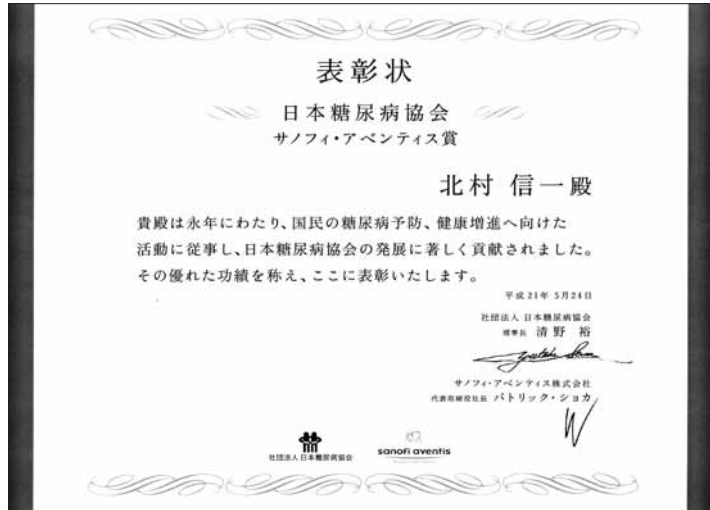 表彰状
日本糖尿病協会
サノフィ・アベンティス賞
北村 信一殿
貴殿は永年にわたり、国民の糖尿病予防、健康増進へ向けた
活動に従事し、日本糖尿病協会の発展に著しく貢献されました。
その優れた功績を称え、ここに表彰いたします。
平成21年 5月24日
社団法人 日本糖尿病協会
理事長 清野 裕
サノフィ・アベンティス株式会社
代表取締役社長 パトリック・ショカ
社団法人 日本糖尿病協会
sanofi aventis